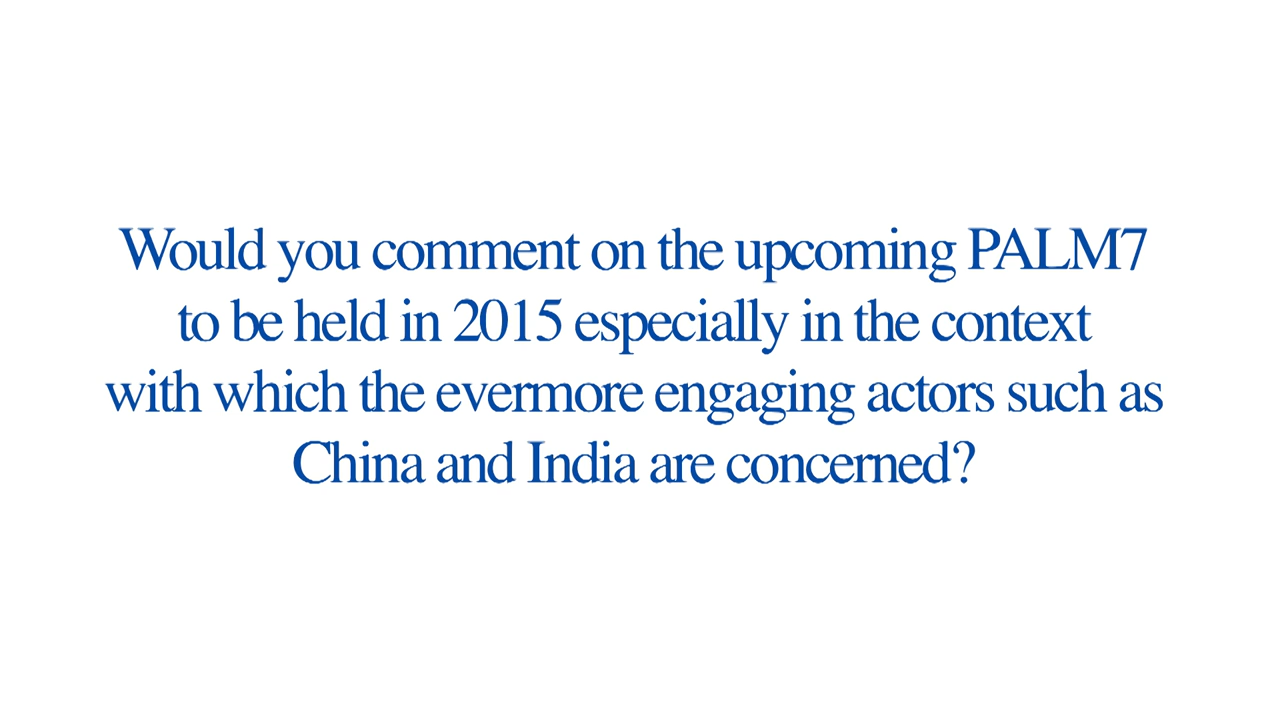 Would you comment on the upcoming PALM7
to be held in 2015 especially in the context
with which the evermore engaging actors such as
China and India are concerned?